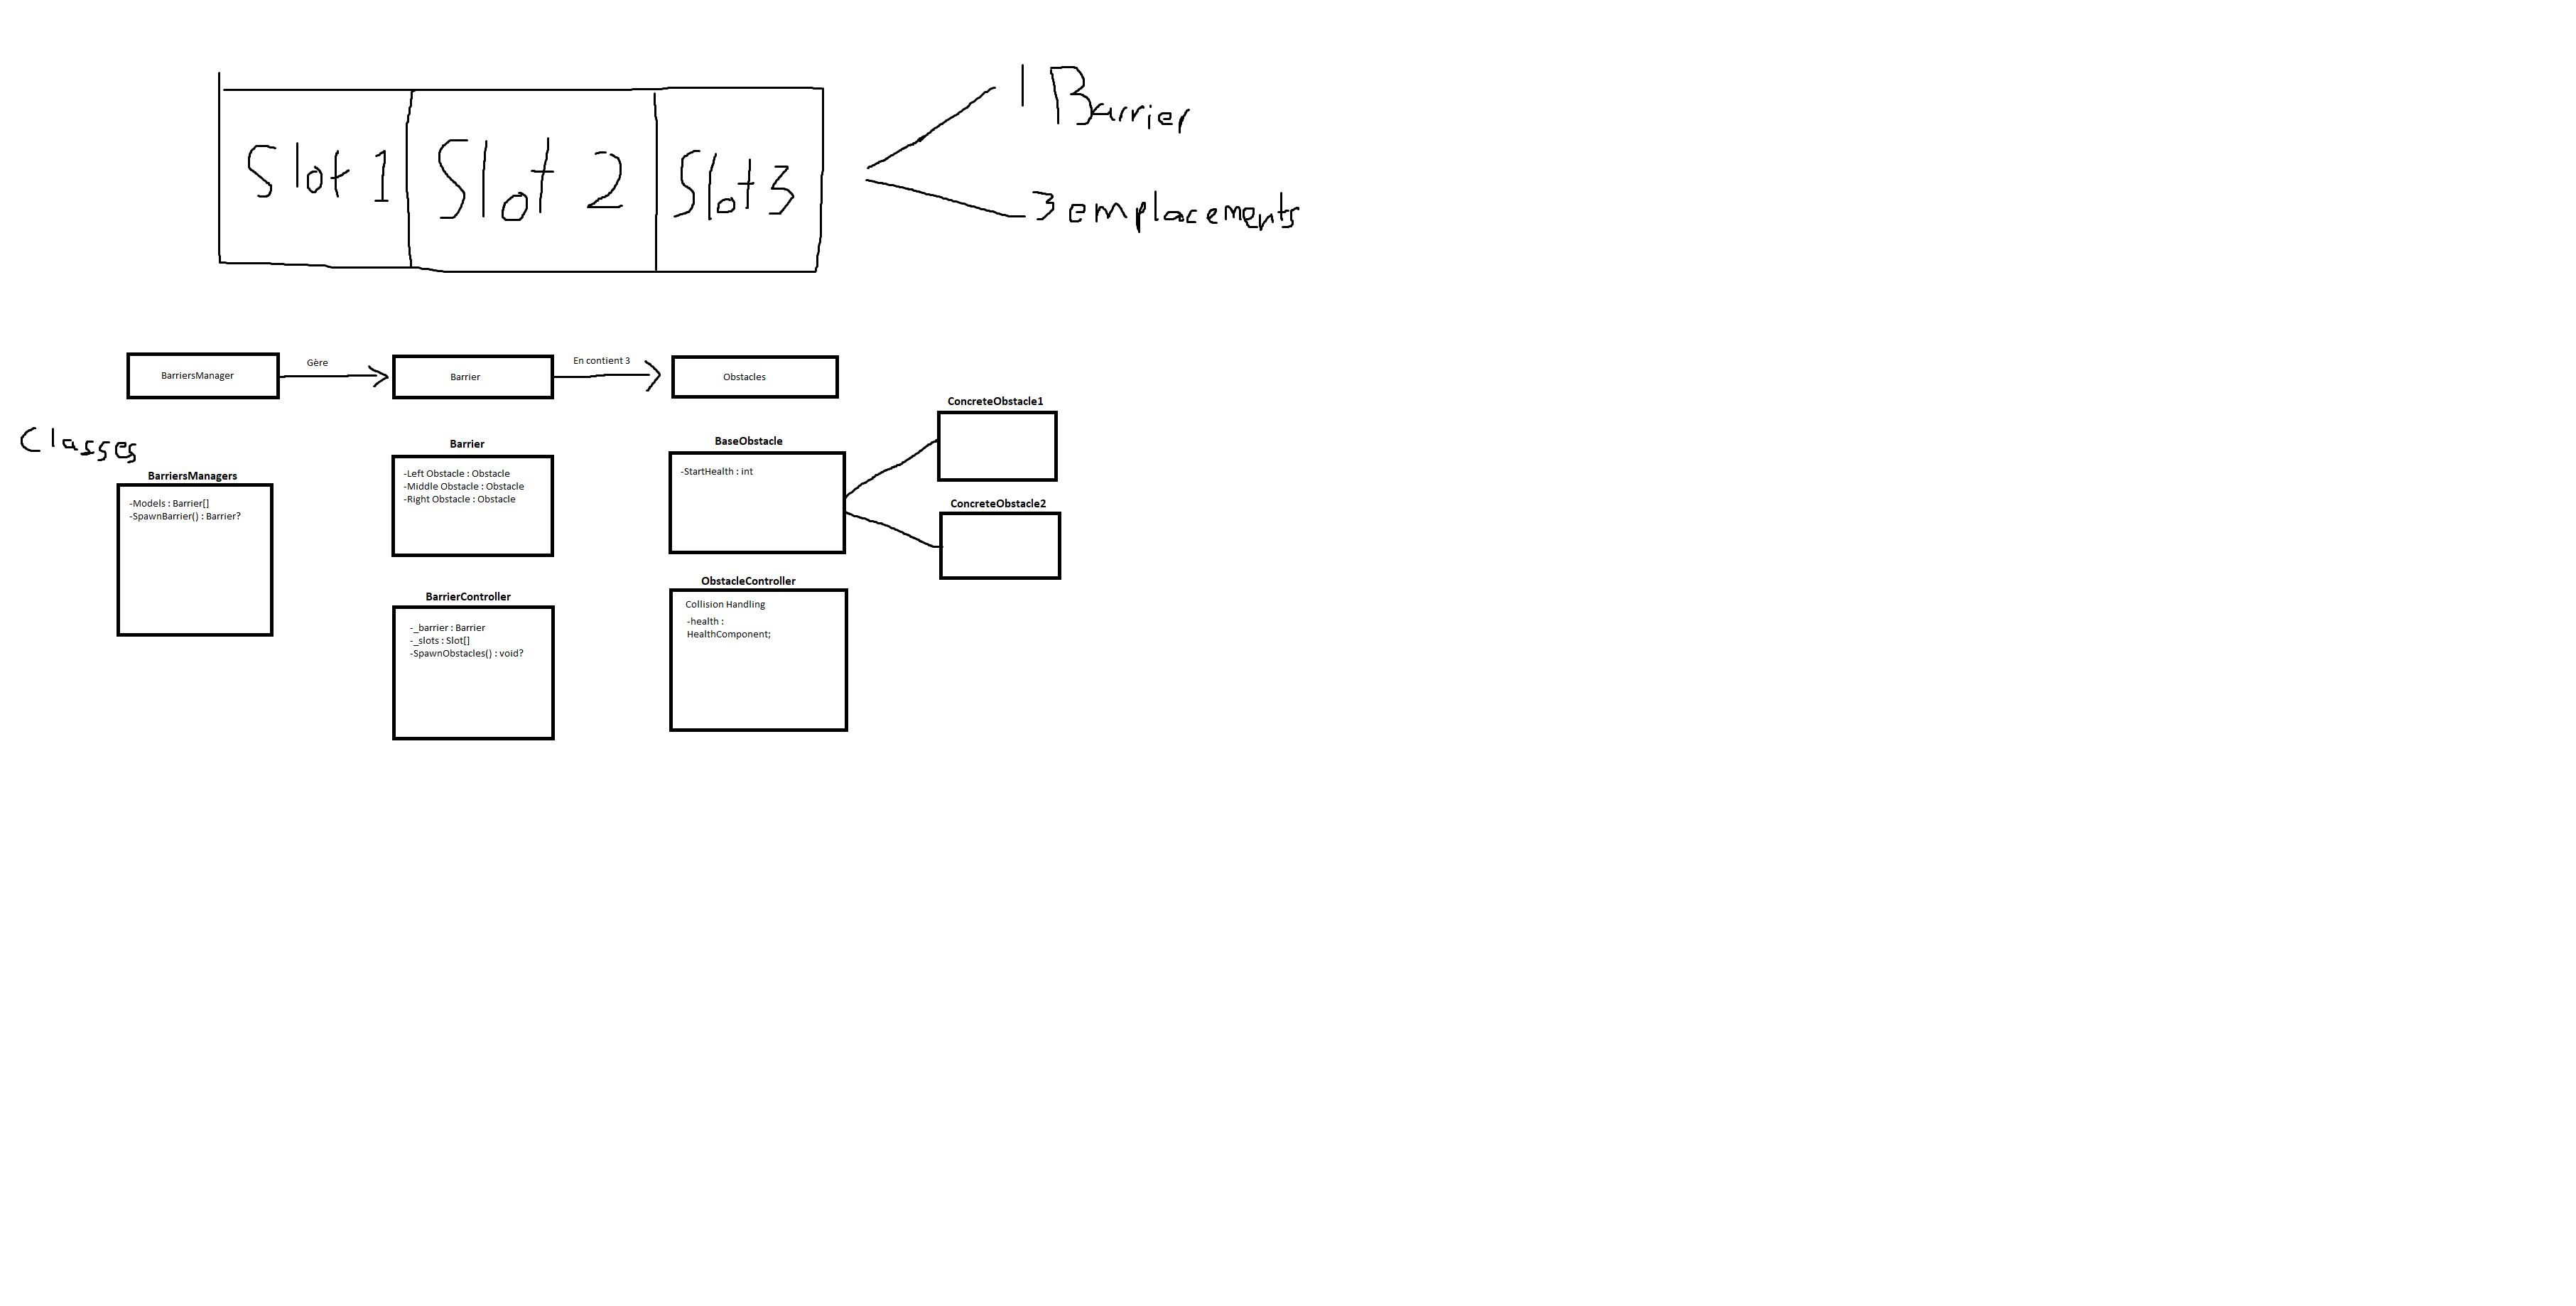 Slot 1
Slot 2
Slot 3
1 Barrier
3 emplacements
BarriersManager
Gère
Barrier
En contient 3
Obstacles
Classes
BarriersManagers
-Models : Barrier[]
-SpawnBarrier() : Barrier?
Barrier
-Left Obstacle : Obstacle
-Middle Obstacle : Obstacle
-Right Obstacle : Obstacle
BarrierController
-_barrier : Barrier
-_slots : Slot[]
-SpawnObstacles() : void?
BaseObstacle
-StartHealth : int
ObstacleController
Collision Handling
-health :
HealthComponent;
ConcreteObstacle1
ConcreteObstacle2